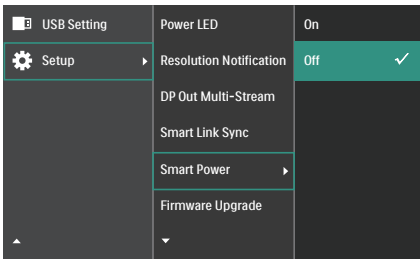 USB Setting
Setup
Power LED
Resolution Notification
DP Out Multi-Stream
Smart Link Sync
Smart Power
Firmware Upgrade
On
Off